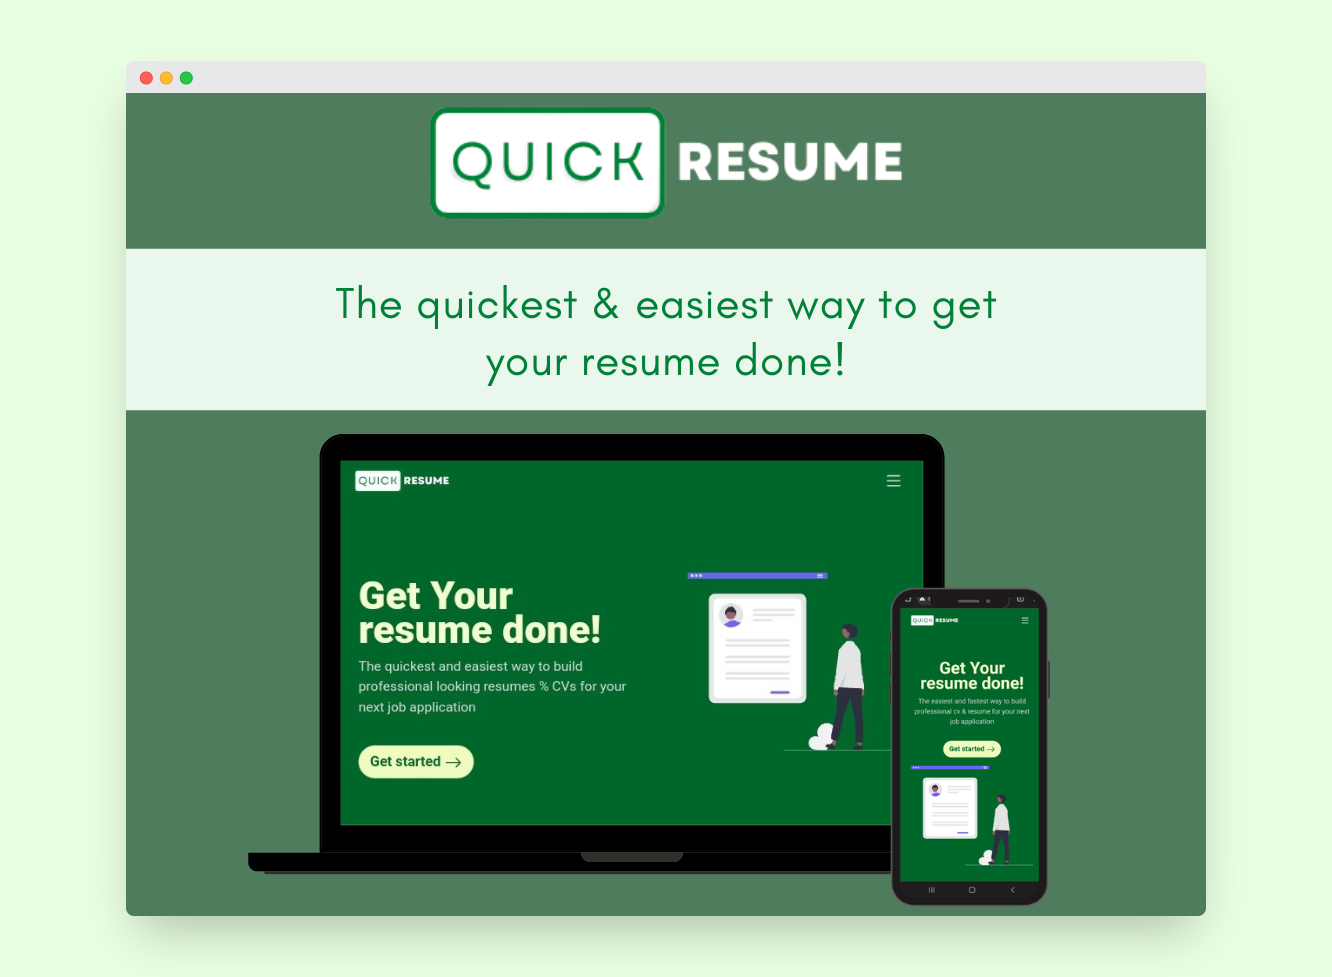 QUICK RESUME
The quickest & easiest way to get
your resume done!
QUICK RESUME
Get Your
resume done!
The quickest and easiest way to build
professional looking resumes % CVs for your
next job application
Get started →
QUICK RESUME
Get Your
resume done!
The easiest and fastest way to build
professional cv & resume for your next
job application
Get started →